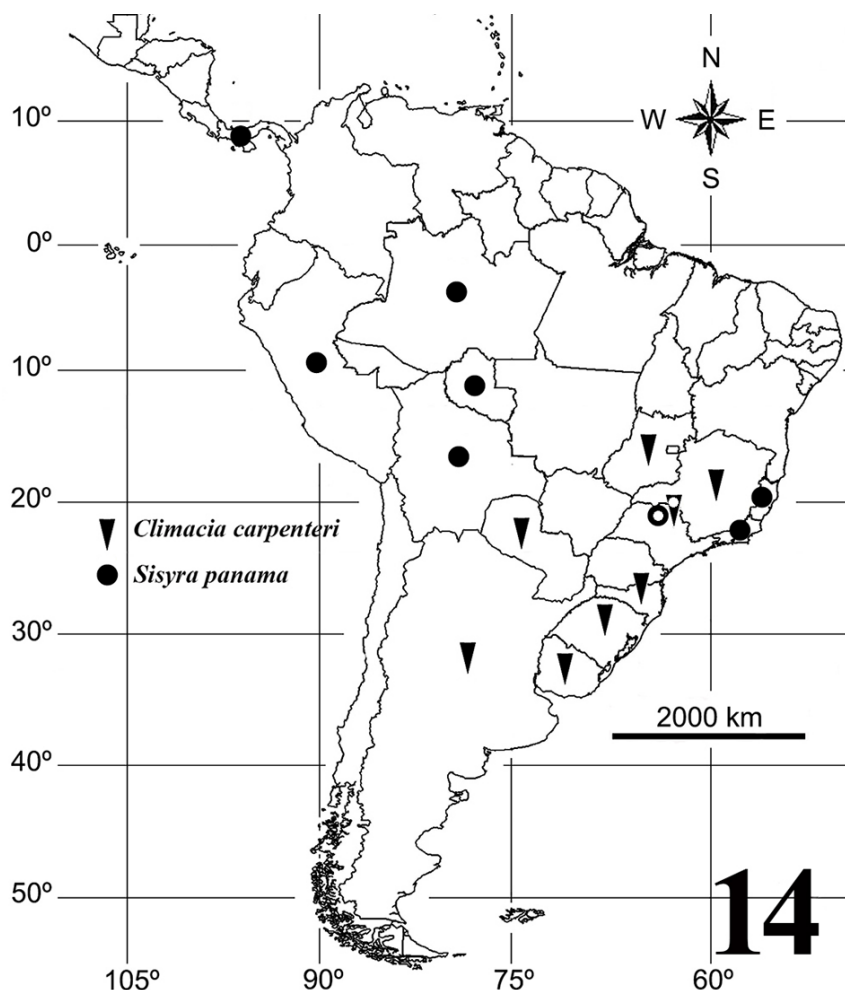 N
W E
S
10º
0º
10º
20º
Climacia carpenteri
Sisyra panama
30º
2000 km
40º
50º
14
105º 90º 75º 60º